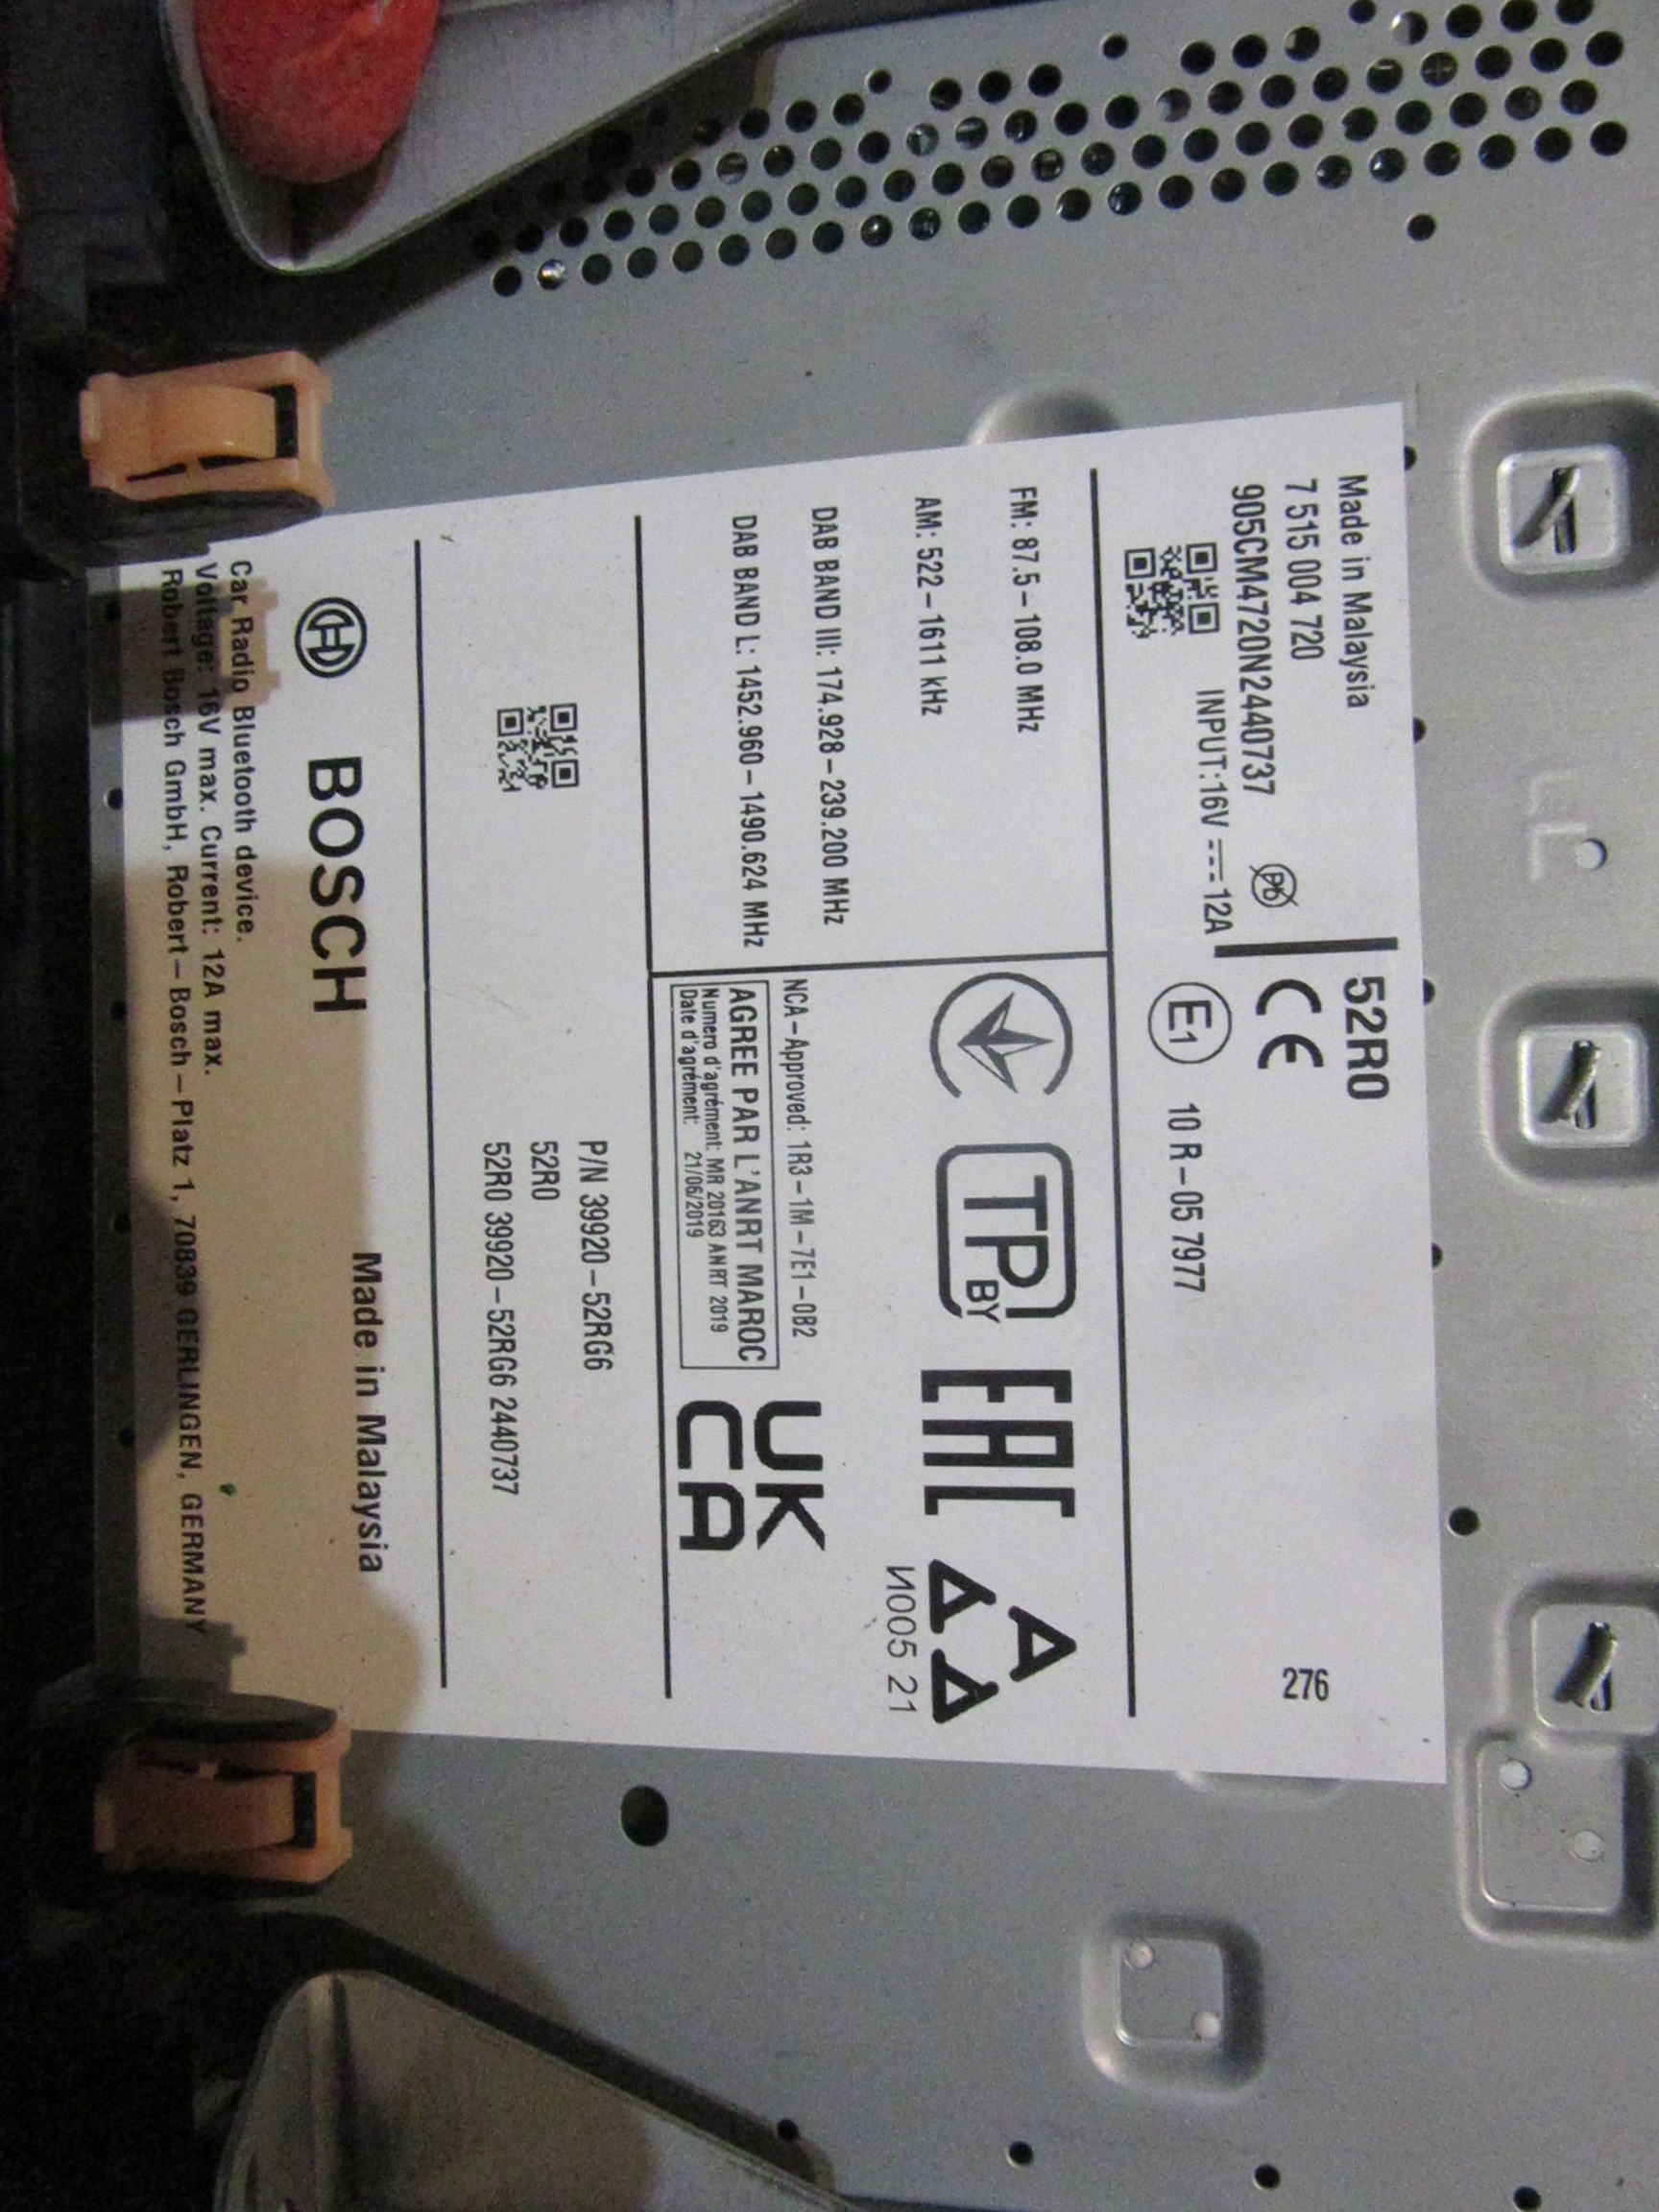 Made in Malaysia
7 515 004 720
905CM4720N2440737
INPUT:16V 12A
Pb
52R0
CE
E1 10 R-05 7977
276
FM: 87.5-108.0 MHz
AM: 522-1611 kHz
DAB BAND III: 174.928-239.200 MHz
DAB BAND L: 1452.960-1490.624 MHz
TP BY
EAC
И005 21
NCA-Approved: 1R3-1M-7E1-0B2
AGREE PAR L'ANRT MAROC
Numero d'agrément: MR 20163 ANRT 2019
Date d'agrément: 21/06/2019
UK
CA
P/N 39920-52RG6
52R0
52R0 39920-52RG6 2440737
BOSCH
Made in Malaysia
Car Radio Bluetooth device.
Voltage: 16V max. Current: 12A max.
Robert Bosch GmbH, Robert-Bosch-Platz 1, 70839 GERLINGEN, GERMANY